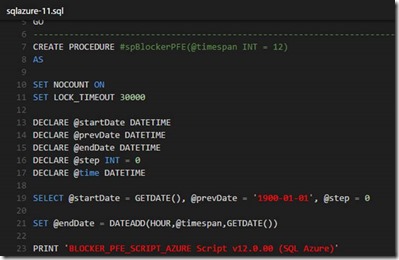 sqlazure-11.sql
5 GO
6 ------------------------------------------------------------------------
7 CREATE PROCEDURE #spBlockerPFE(@timespan INT = 12)
8 AS
9
10 SET NOCOUNT ON
11 SET LOCK_TIMEOUT 30000
12
13 DECLARE @startDate DATETIME
14 DECLARE @prevDate DATETIME
15 DECLARE @endDate DATETIME
16 DECLARE @step INT = 0
17 DECLARE @time DATETIME
18
19 SELECT @startDate = GETDATE(), @prevDate = '1900-01-01', @step = 0
20
21 SET @endDate = DATEADD(HOUR,@timespan,GETDATE())
22
23 PRINT 'BLOCKER_PFE_SCRIPT_AZURE Script v12.0.00 (SQL Azure)'